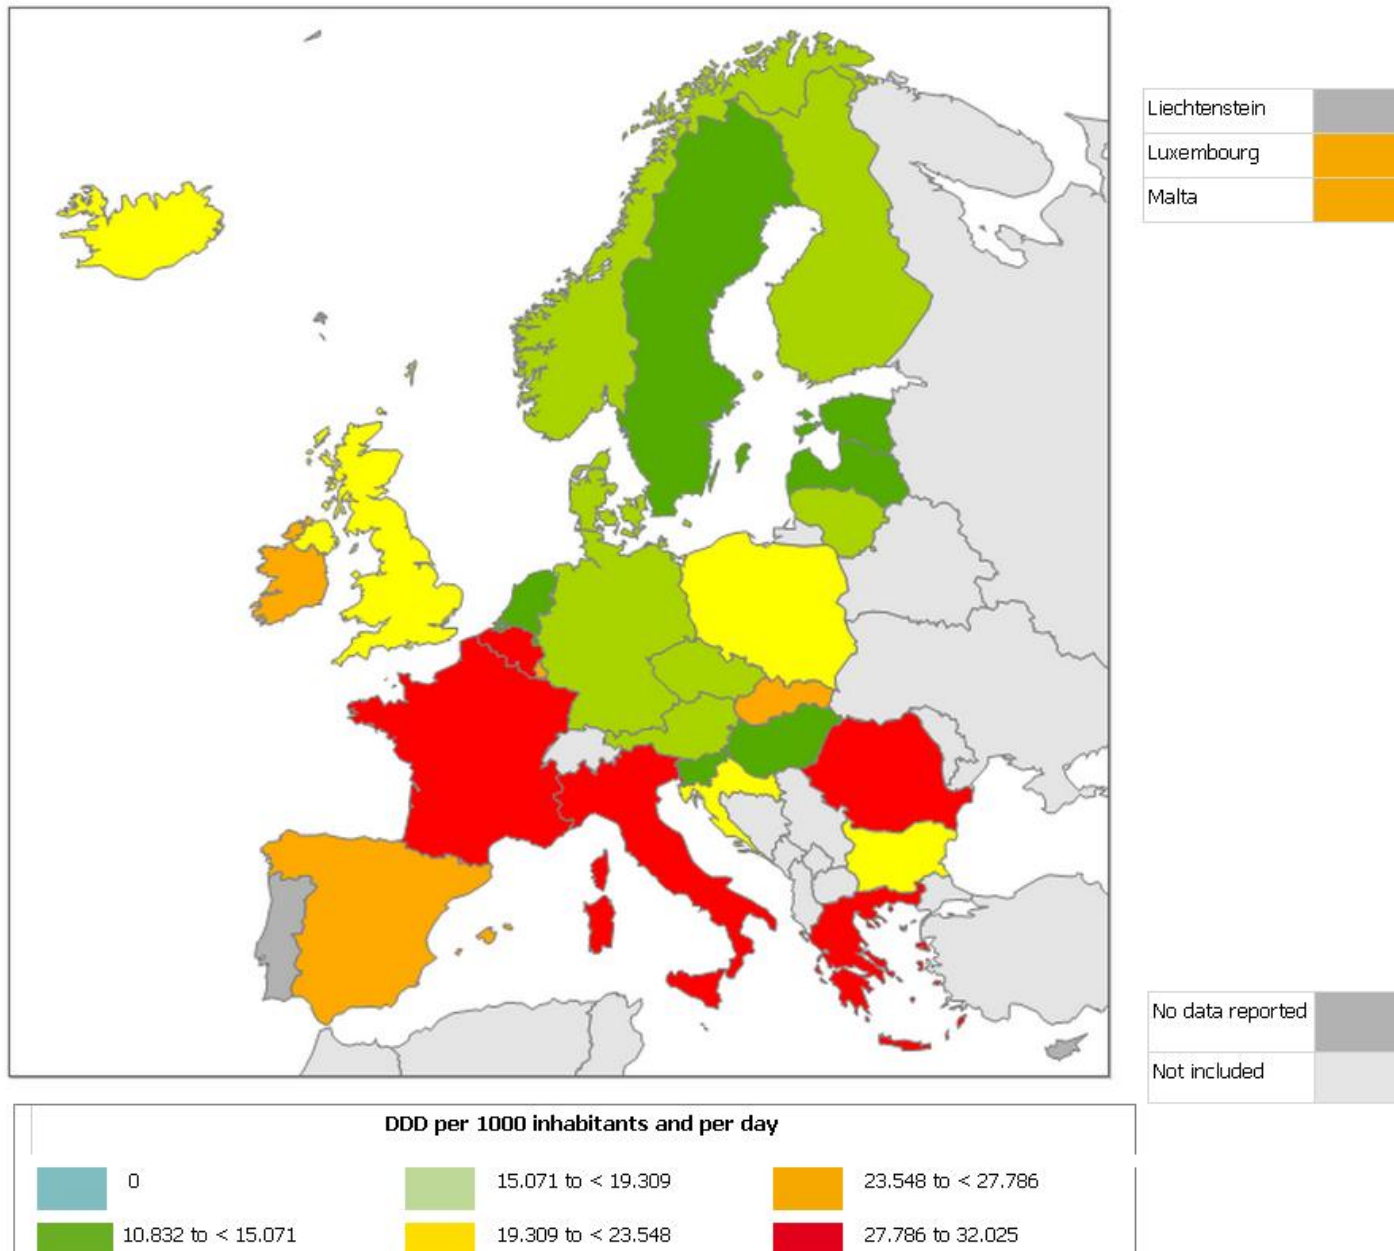 Liechtenstein
Luxembourg
Malta
No data reported
Not included
DDD per 1000 inhabitants and per day
0
15.071 to < 19.309
23.548 to < 27.786
10.832 to < 15.071
19.309 to < 23.548
27.786 to 32.025